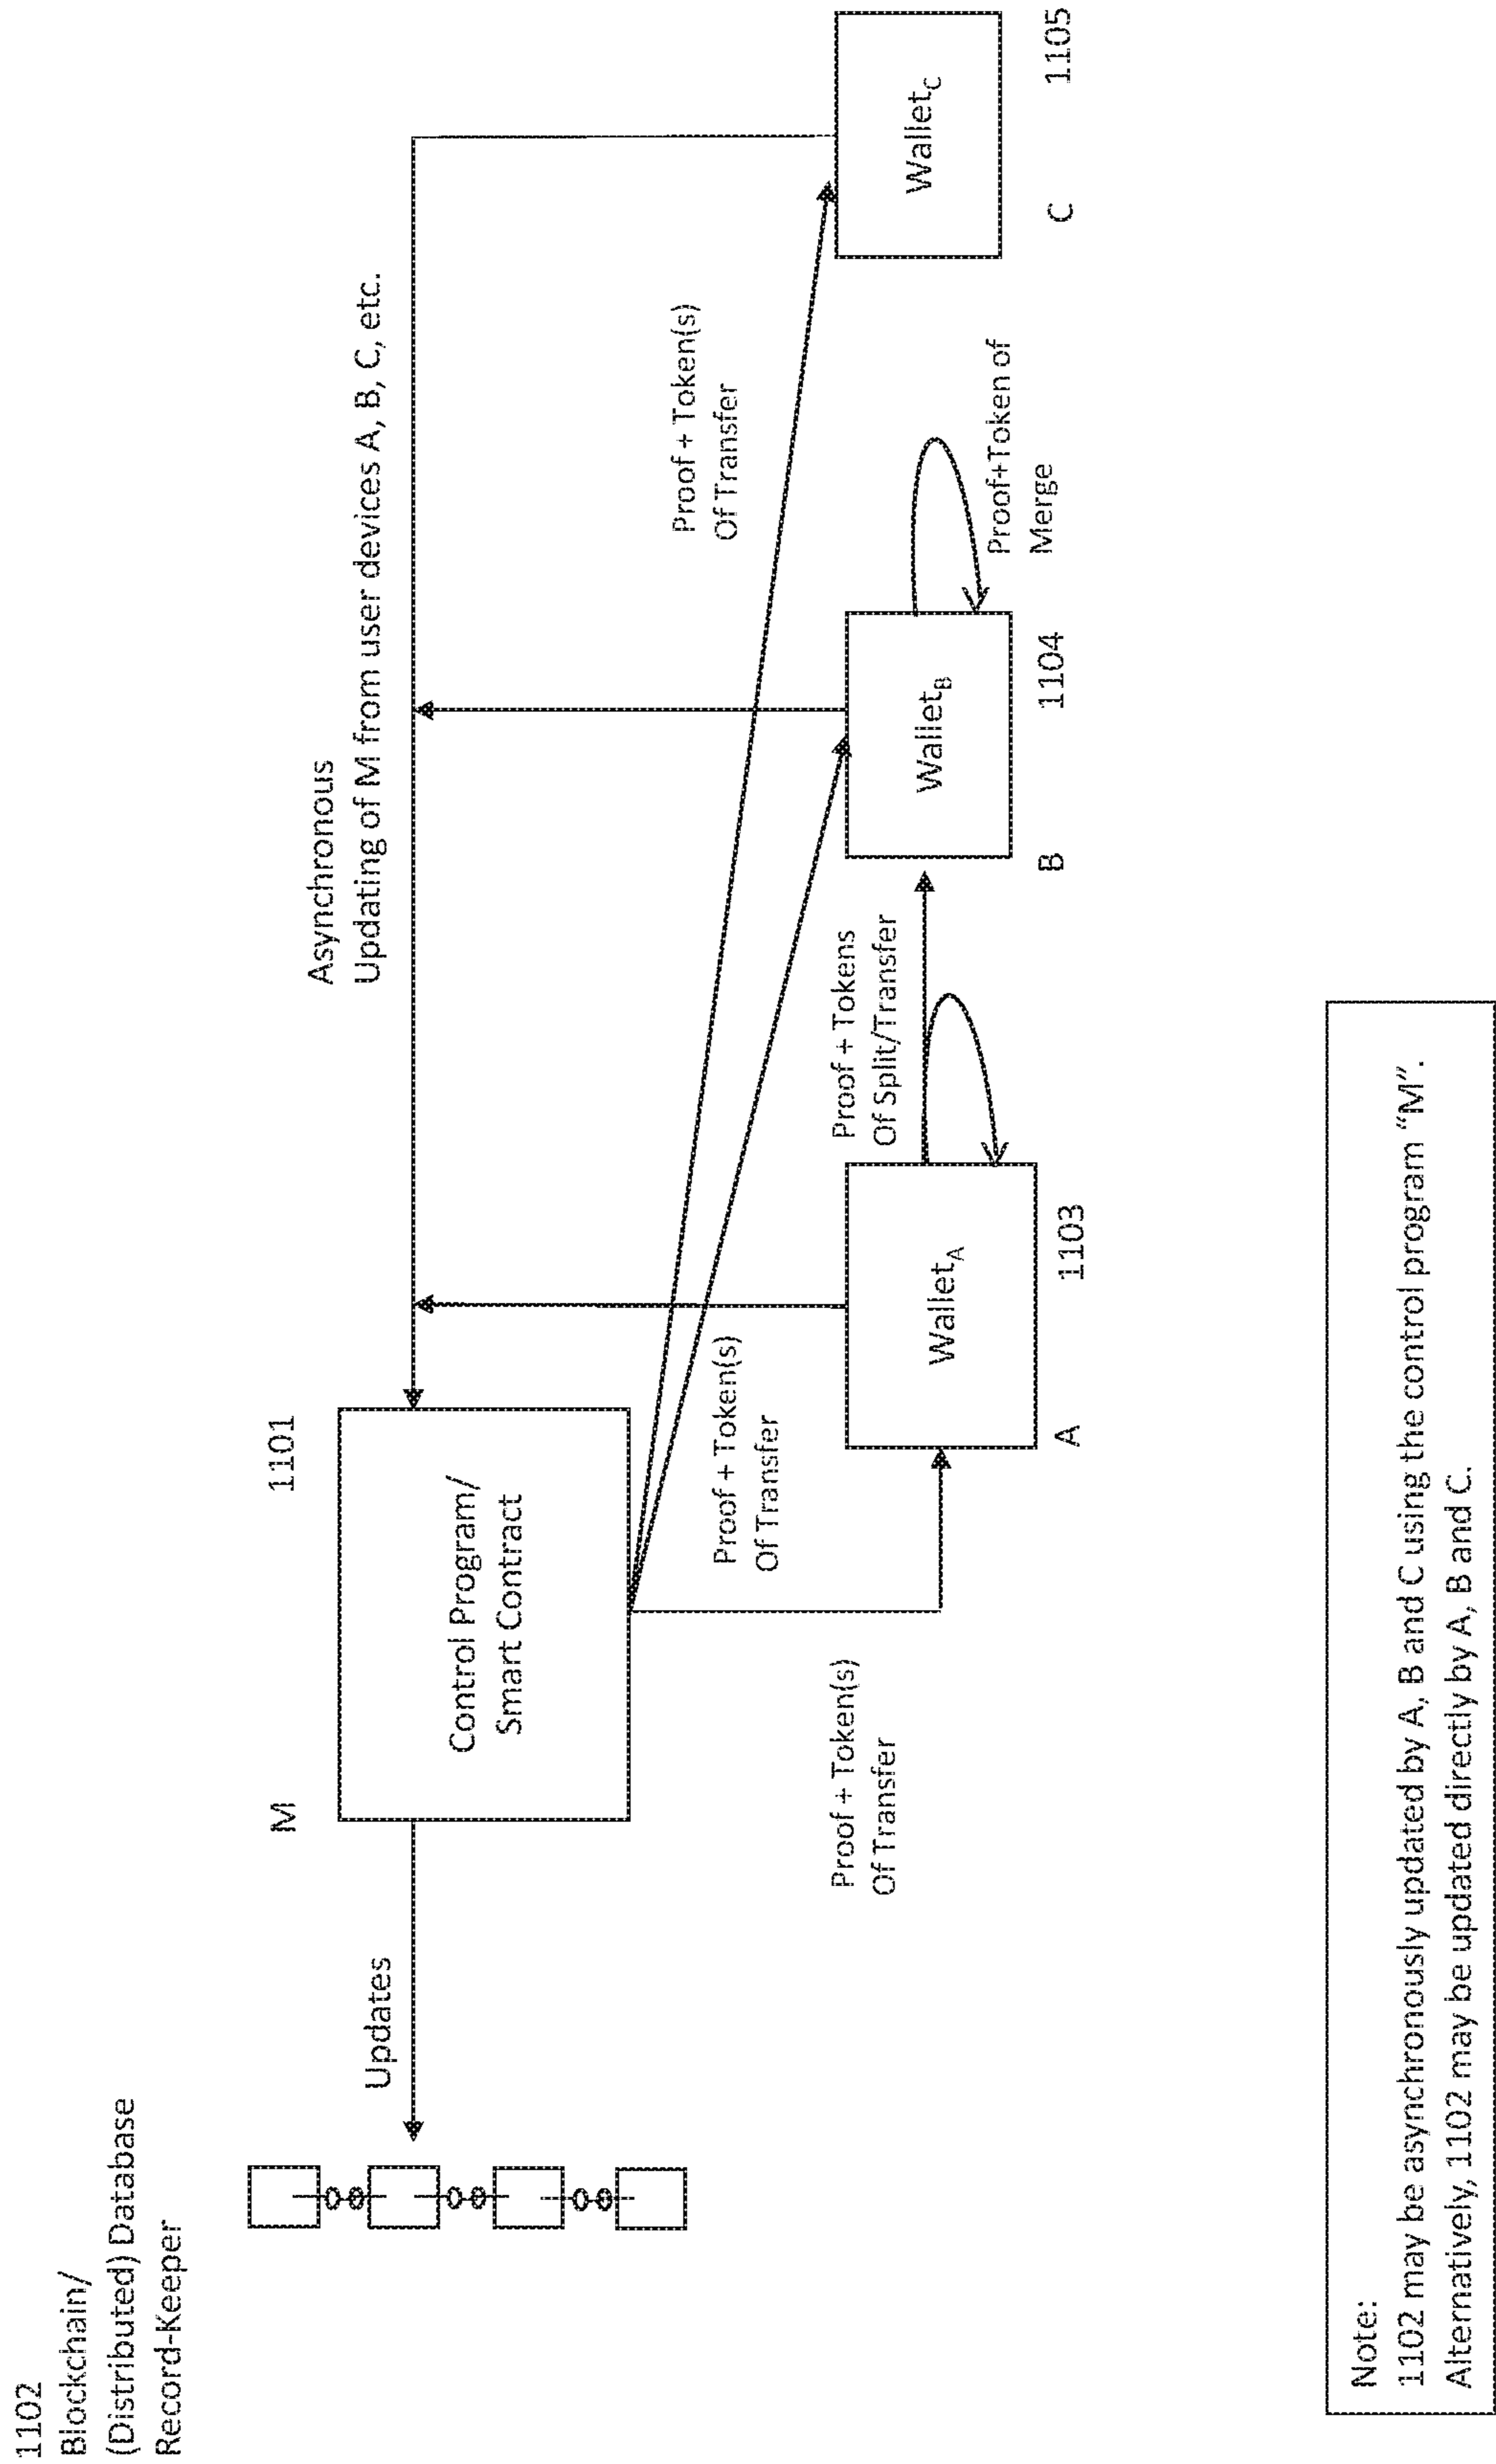 1102
Blockchain/
(Distributed) Database
Record-Keeper
Updates
M
1101
Control Program/
Smart Contract
Asynchronous
Updating of M from user devices A, B, C, etc.
Proof + Token(s)
Of Transfer
Proof + Token(s)
Of Transfer
Proof + Token(s)
Of Transfer
WalletA
A
1103
Proof + Tokens
Of Split/Transfer
WalletB
B
1104
Proof+Token of
Merge
WalletC
C
1105
Note:
1102 may be asynchronously updated by A, B and C using the control program “M”.
Alternatively, 1102 may be updated directly by A, B and C.